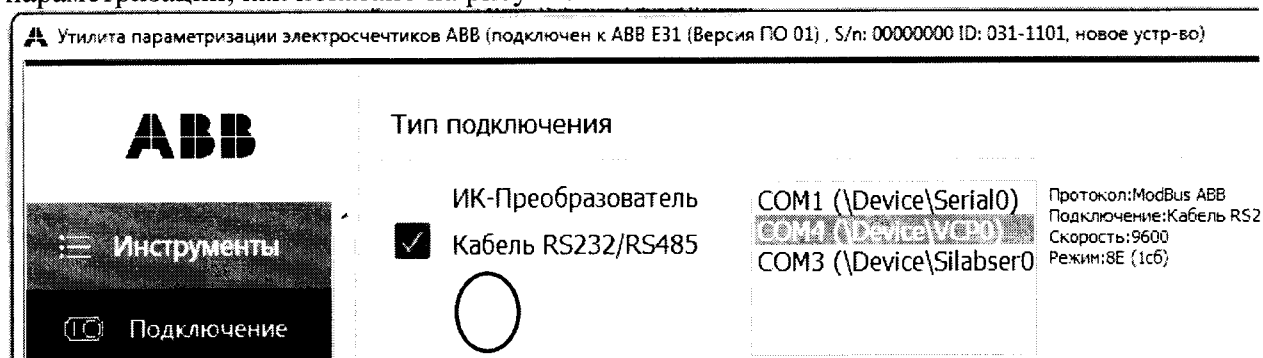 Утилита параметризации электросчетчиков ABB (подключен к ABB E31 (Версия ПО 01) , S/n: 00000000 ID: 031-1101, новое устр-во)
ABB
Тип подключения
ИК-Преобразователь
Кабель RS232/RS485
COM1 (\Device\Serial0)
COM4 (\Device\VCP0)
COM3 (\Device\Silabser0
Протокол:ModBus ABB
Подключение:Кабель RS2
Скорость:9600
Режим:8E (1сб)
Инструменты
Подключение